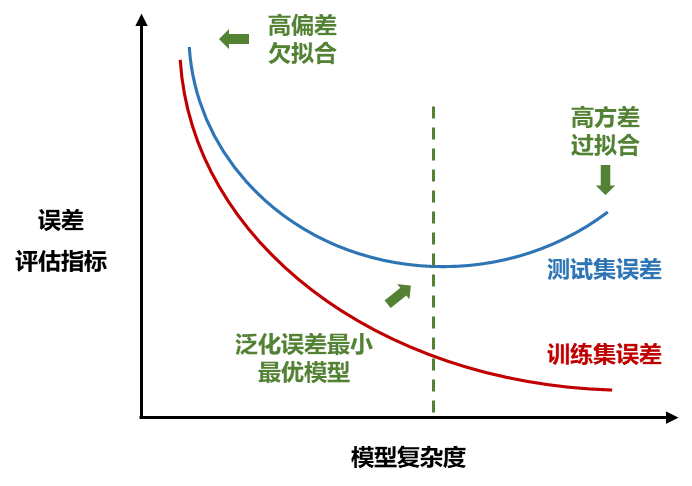 高偏差
欠拟合
高方差
过拟合
误差
评估指标
测试集误差
泛化误差最小
最优模型
训练集误差
模型复杂度